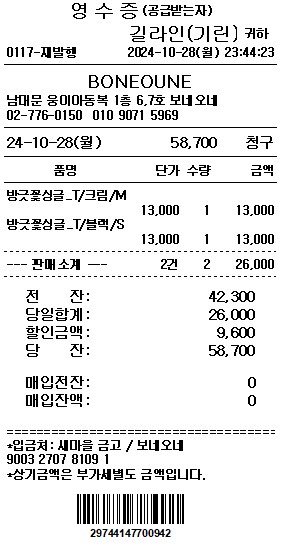 영 수 증 (공급받는자)
길라인(기린) 귀하
0117-재발행 2024-10-28(월) 23:44:23
BONEOUNE
남대문 웅이아동복 1층 6,7호 보네오네
02-776-0150 010 9071 5969
24-10-28(월) 58,700 청구
품명 단가 수량 금액
방긋꽃싱글_T/크림/M
13,000 1 13,000
방긋꽃싱글_T/블랙/S
13,000 1 13,000
--- 판매 소계 --- 2건 2 26,000
전 잔: 42,300
당일합계: 26,000
할인금액: 9,600
당 잔: 58,700
매입전잔: 0
매입잔액: 0
*입금처: 새마을 금고 / 보네오네
9003 2707 8109 1
*상기금액은 부가세별도 금액입니다.
29744147700942